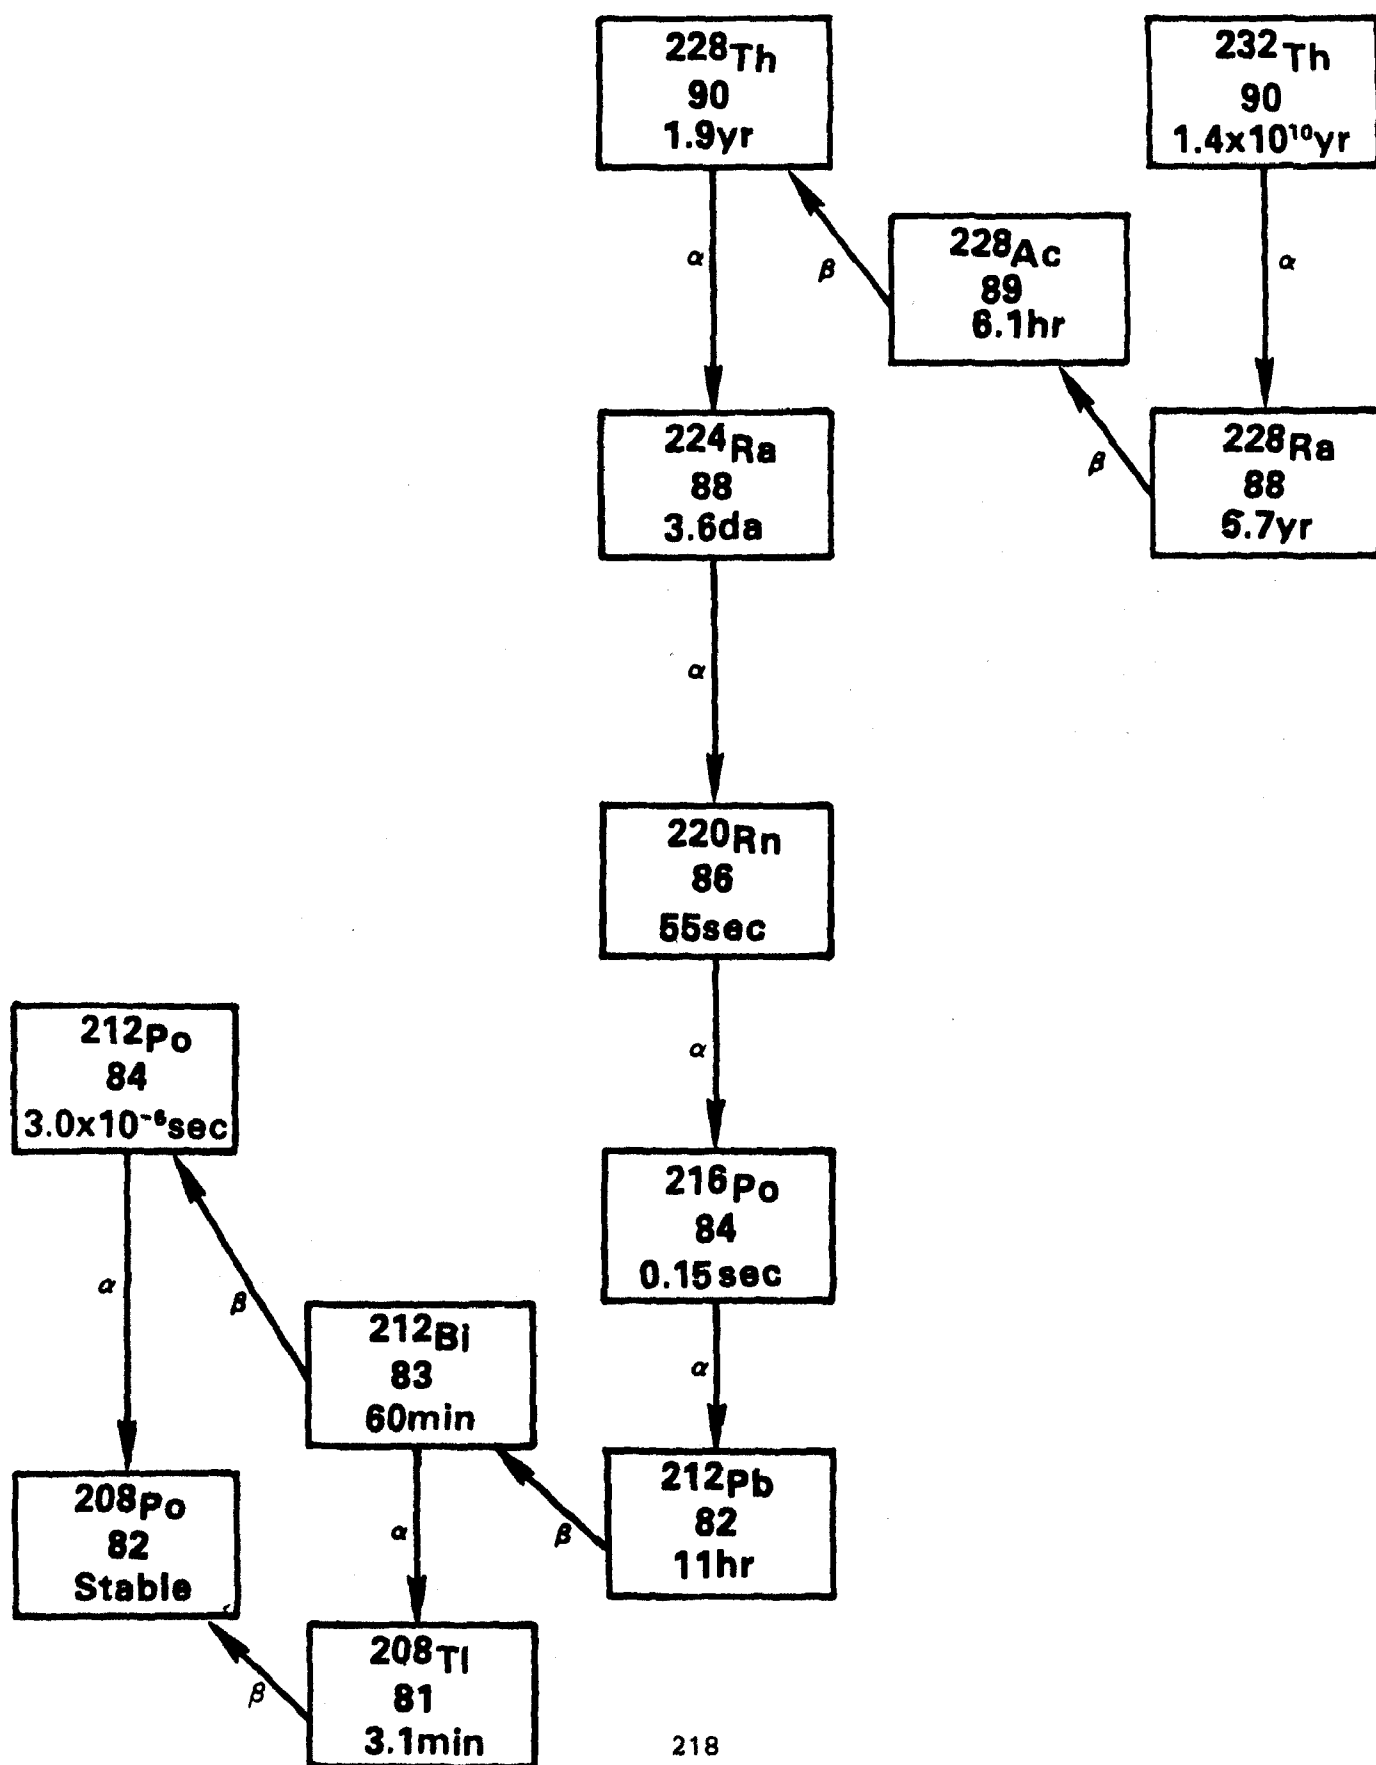 228Th
90
1.9yr
232Th
90
1.4x10¹⁰yr
α
β
228Ac
89
6.1hr
α
β
224Ra
88
3.6da
228Ra
88
6.7yr
α
220Rn
86
55sec
α
212Po
84
3.0x10⁻⁶sec
216Po
84
0.15sec
α
β
212Bi
83
60min
α
208Po
82
Stable
α
β
212Pb
82
11hr
β
208Tl
81
3.1min
218